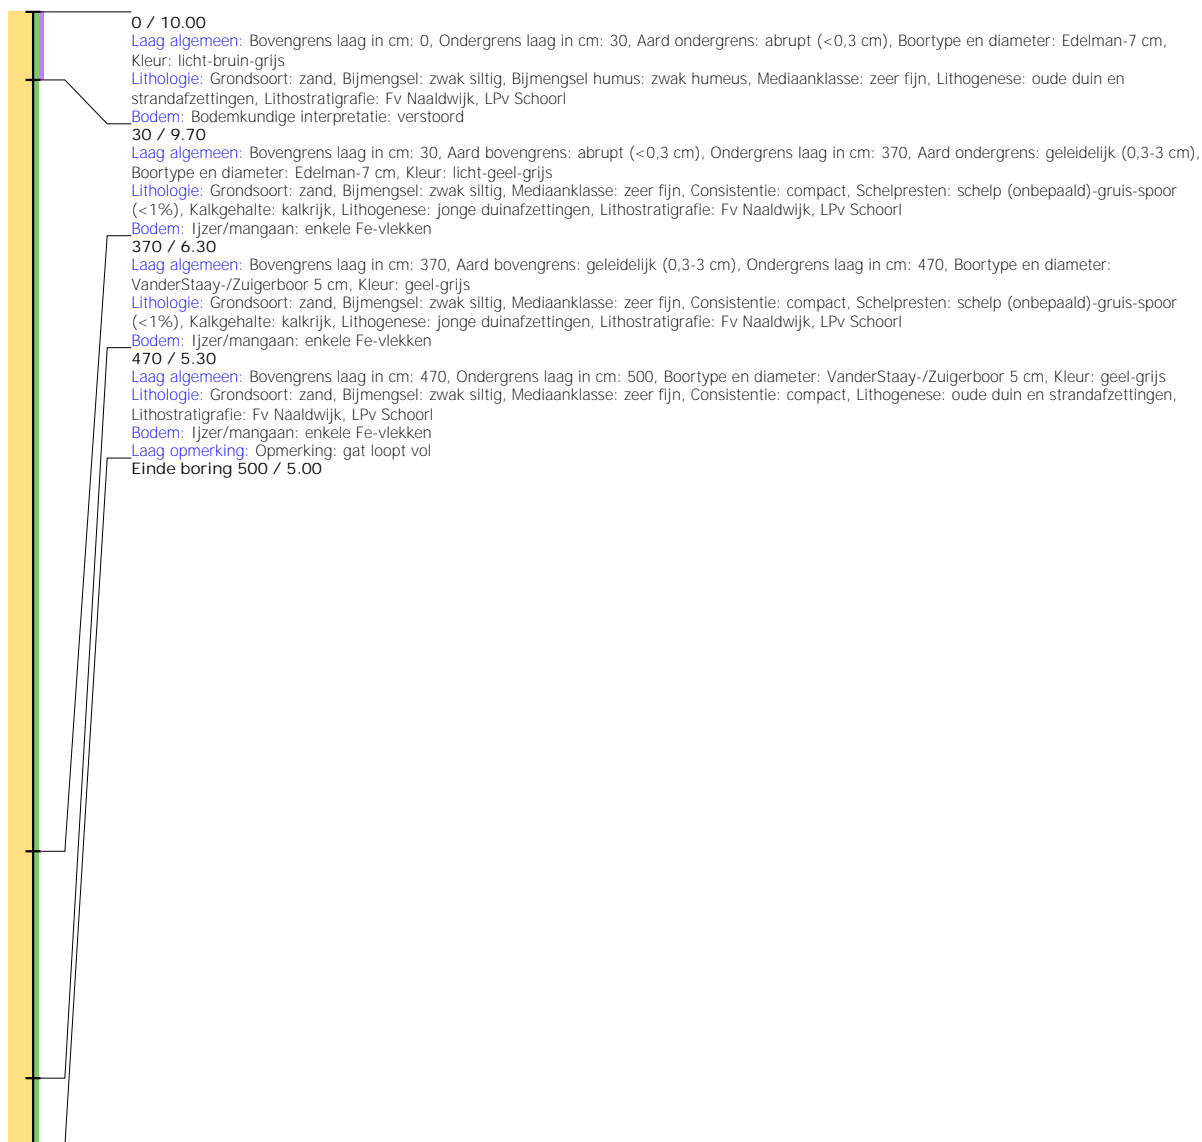 0 / 10.00
Laag algemeen: Bovengrens laag in cm: 0, Ondergrens laag in cm: 30, Aard ondergrens: abrupt (<0,3 cm), Boortype en diameter: Edelman-7 cm,
Kleur: licht-bruin-grijs
Lithologie: Grondsoort: zand, Bijmengsel: zwak siltig, Bijmengsel humus: zwak humeus, Mediaanklasse: zeer fijn, Lithogenese: oude duin en
strandafzettingen, Lithostratigrafie: Fv Naaldwijk, LPv Schoorl
Bodem: Bodemkundige interpretatie: verstoord
30 / 9.70
Laag algemeen: Bovengrens laag in cm: 30, Aard bovengrens: abrupt (<0,3 cm), Ondergrens laag in cm: 370, Aard ondergrens: geleidelijk (0,3-3 cm),
Boortype en diameter: Edelman-7 cm, Kleur: licht-geel-grijs
Lithologie: Grondsoort: zand, Bijmengsel: zwak siltig, Mediaanklasse: zeer fijn, Consistentie: compact, Schelpresten: schelp (onbepaald)-gruis-spoor
(<1%), Kalkgehalte: kalkrijk, Lithogenese: jonge duinafzettingen, Lithostratigrafie: Fv Naaldwijk, LPv Schoorl
Bodem: Ijzer/mangaan: enkele Fe-vlekken
370 / 6.30
Laag algemeen: Bovengrens laag in cm: 370, Aard bovengrens: geleidelijk (0,3-3 cm), Ondergrens laag in cm: 470, Boortype en diameter:
VanderStaay-/Zuigerboor 5 cm, Kleur: geel-grijs
Lithologie: Grondsoort: zand, Bijmengsel: zwak siltig, Mediaanklasse: zeer fijn, Consistentie: compact, Schelpresten: schelp (onbepaald)-gruis-spoor
(<1%), Kalkgehalte: kalkrijk, Lithogenese: jonge duinafzettingen, Lithostratigrafie: Fv Naaldwijk, LPv Schoorl
Bodem: Ijzer/mangaan: enkele Fe-vlekken
470 / 5.30
Laag algemeen: Bovengrens laag in cm: 470, Ondergrens laag in cm: 500, Boortype en diameter: VanderStaay-/Zuigerboor 5 cm, Kleur: geel-grijs
Lithologie: Grondsoort: zand, Bijmengsel: zwak siltig, Mediaanklasse: zeer fijn, Consistentie: compact, Lithogenese: oude duin en strandafzettingen,
Lithostratigrafie: Fv Naaldwijk, LPv Schoorl
Bodem: Ijzer/mangaan: enkele Fe-vlekken
Laag opmerking: Opmerking: gat loopt vol
Einde boring 500 / 5.00